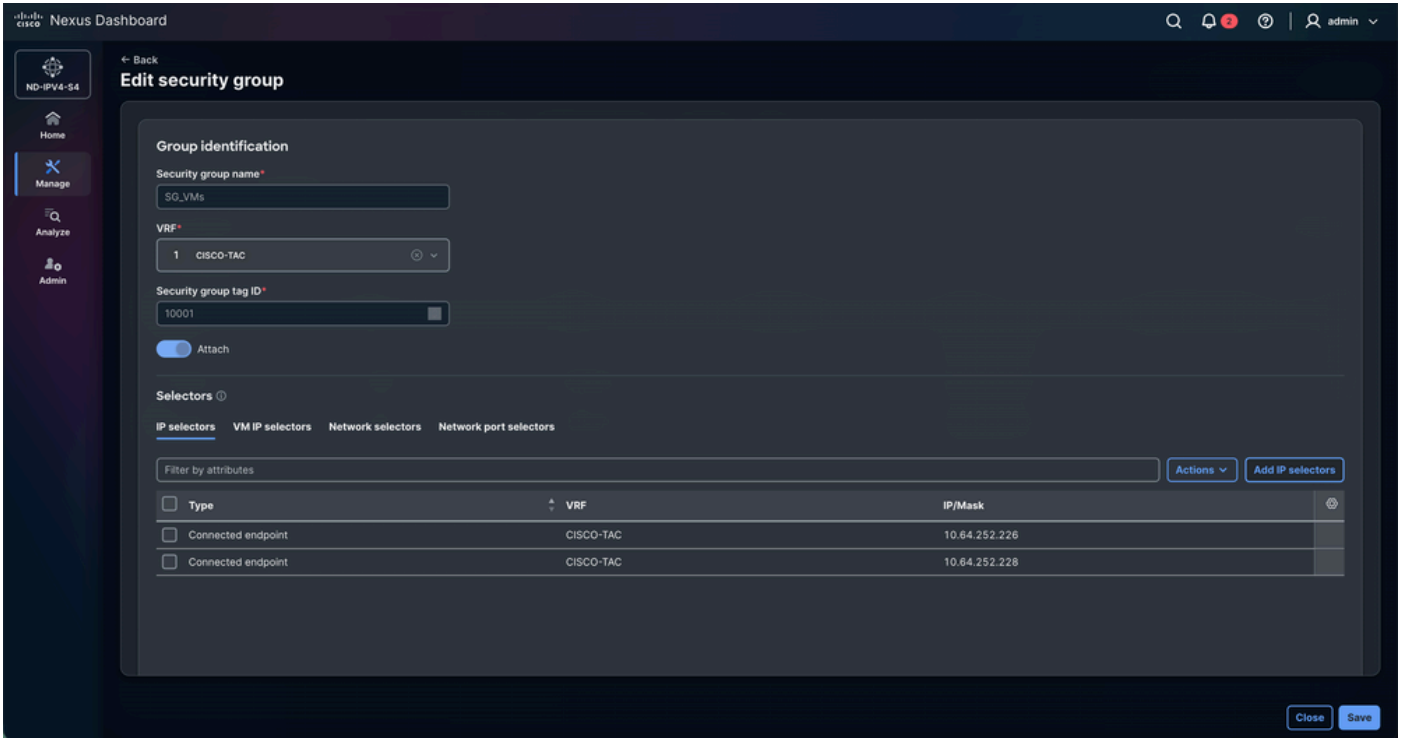 cisco Nexus Dashboard
2
admin
ND-IPV4-S4
Home
Manage
Analyze
Admin
← Back
Edit security group
Group identification
Security group name*
SG_VMs
VRF*
1 CISCO-TAC
Security group tag ID*
10001
Attach
Selectors
IP selectors VM IP selectors Network selectors Network port selectors
Filter by attributes Actions Add IP selectors
Type VRF IP/Mask
Connected endpoint CISCO-TAC 10.64.252.226
Connected endpoint CISCO-TAC 10.64.252.228
Close Save